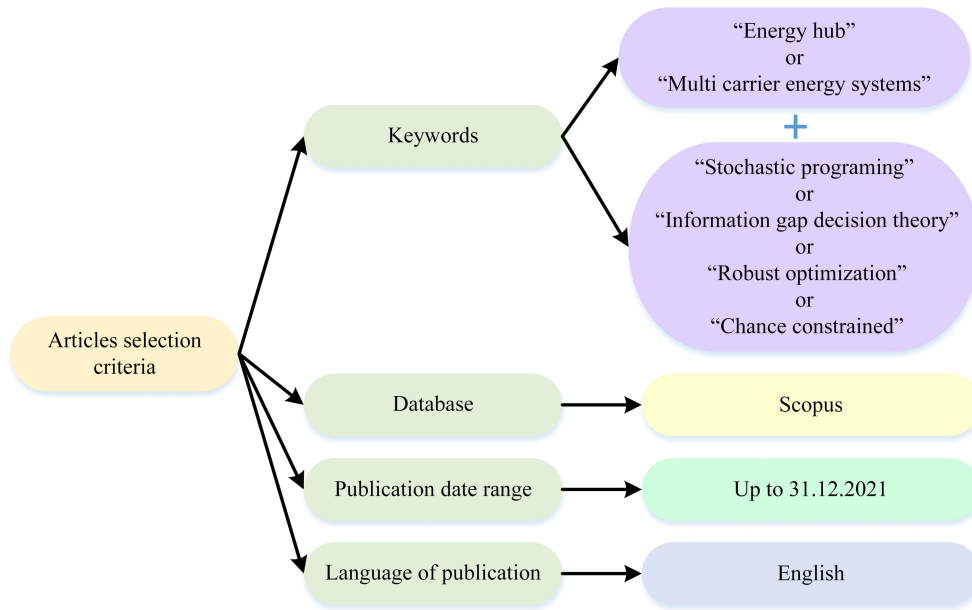 “Energy hub”
or
“Multi carrier energy systems”
+
Keywords
“Stochastic programing”
or
“Information gap decision theory”
or
“Robust optimization”
or
“Chance constrained”
Articles selection
criteria
Database
Scopus
Publication date range
Up to 31.12.2021
Language of publication
English